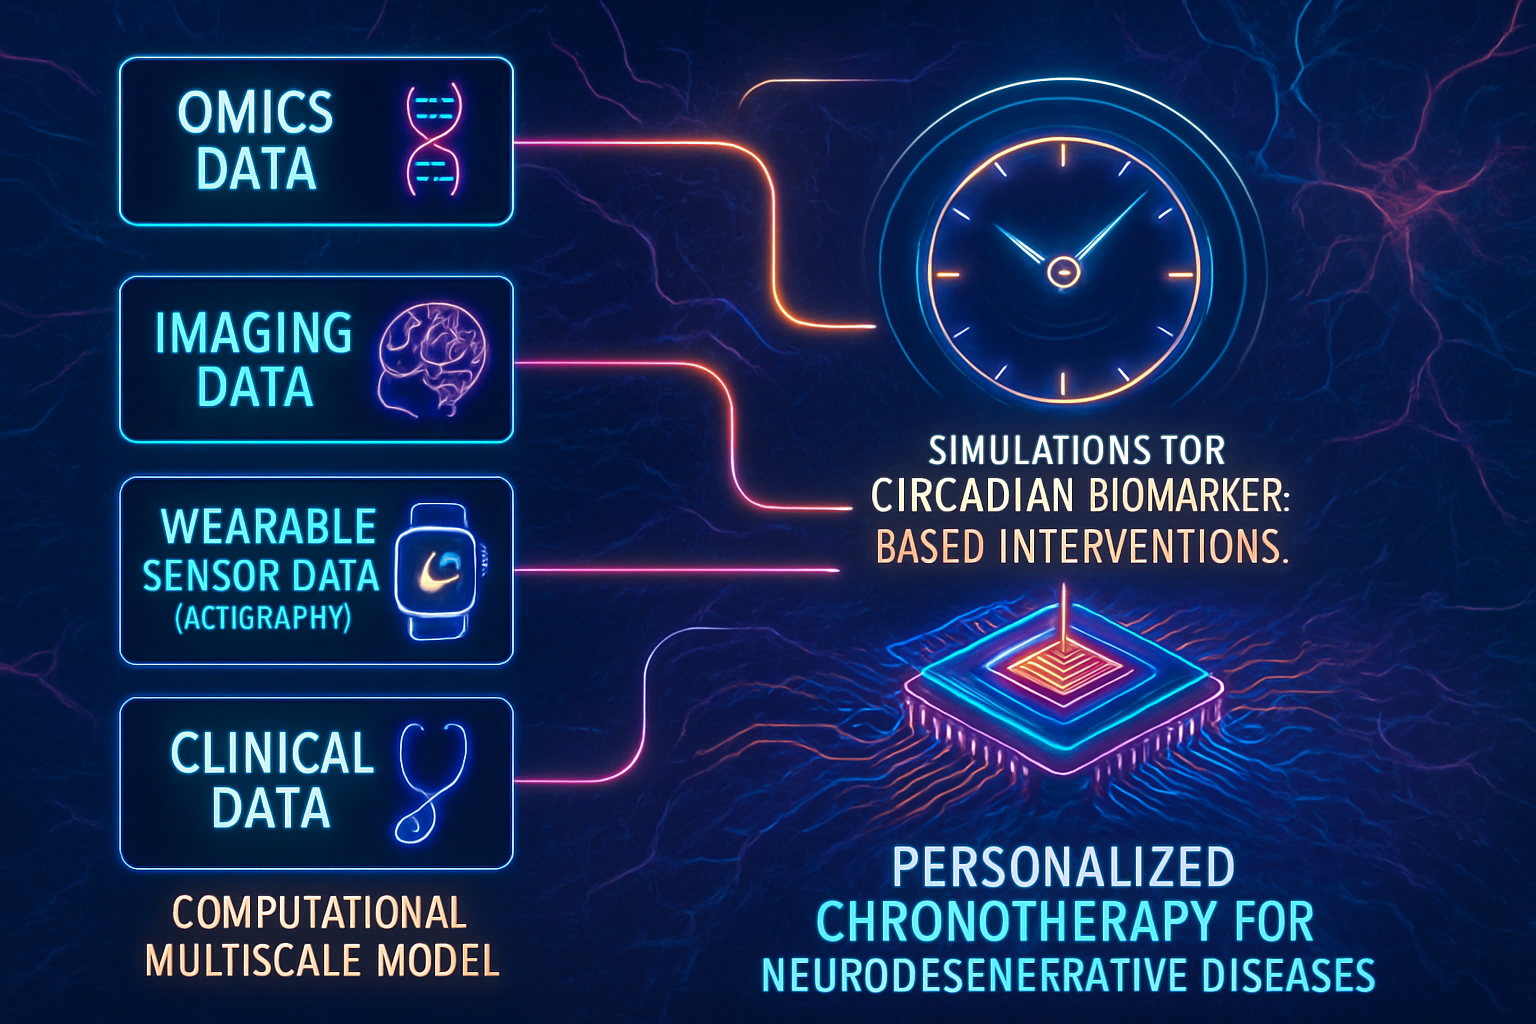 OMICS
DATA
IMAGING
DATA
WEARABLE
SENSOR DATA
(ACTIGRAPHY)
CLINICAL
DATA
COMPUTATIONAL
MULTISCALE MODEL
SIMULATIONS TOR
CIRCADIAN BIOMARKER:
BASED INTERVENTIONS.
PERSONALIZED
CHRONOTHERAPY FOR
NEURODESENERRATIVE DISEASES